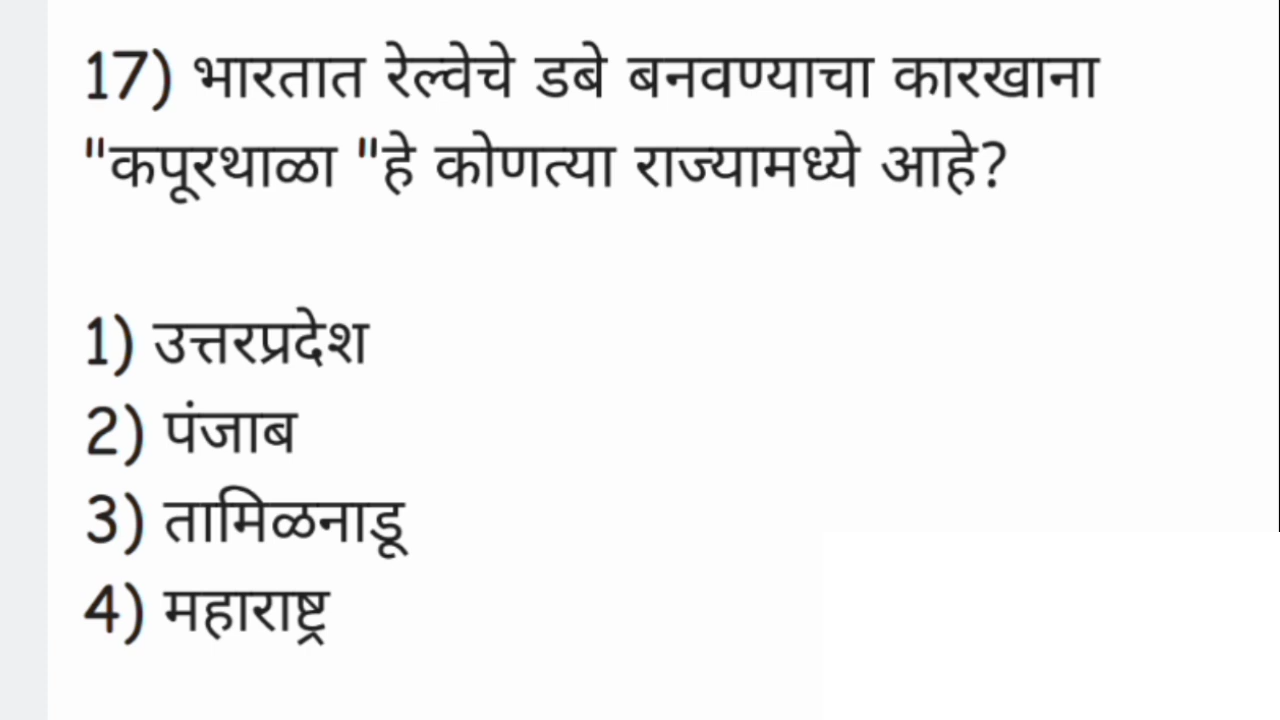 17) भारतात रेल्वेचे डबे बनवण्याचा कारखाना
"कपूरथाळा "हे कोणत्या राज्यामध्ये आहे?
1) उत्तरप्रदेश
2) पंजाब
3) तामिळनाडू
4) महाराष्ट्र